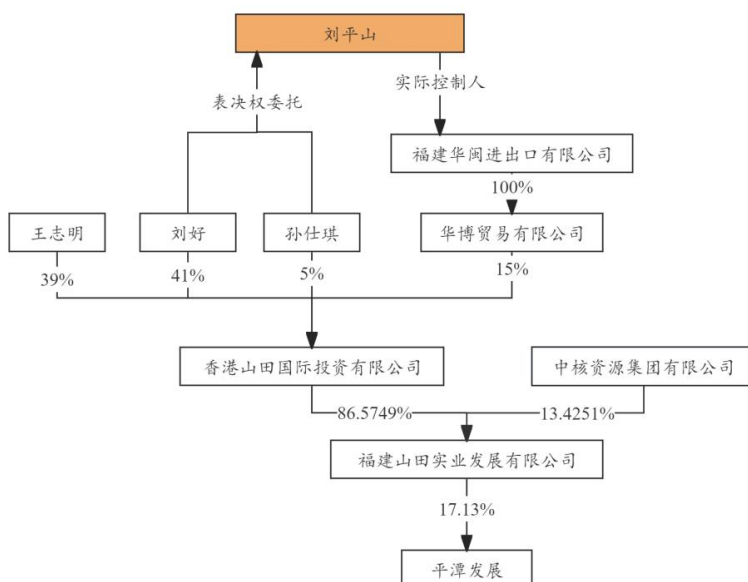 刘平山
表决权委托
实际控制人
福建华闽进出口有限公司
100%
王志明
刘好
孙仕琪
华博贸易有限公司
39%
41%
5%
15%
香港山田国际投资有限公司
中核资源集团有限公司
86.5749%
13.4251%
福建山田实业发展有限公司
17.13%
平潭发展